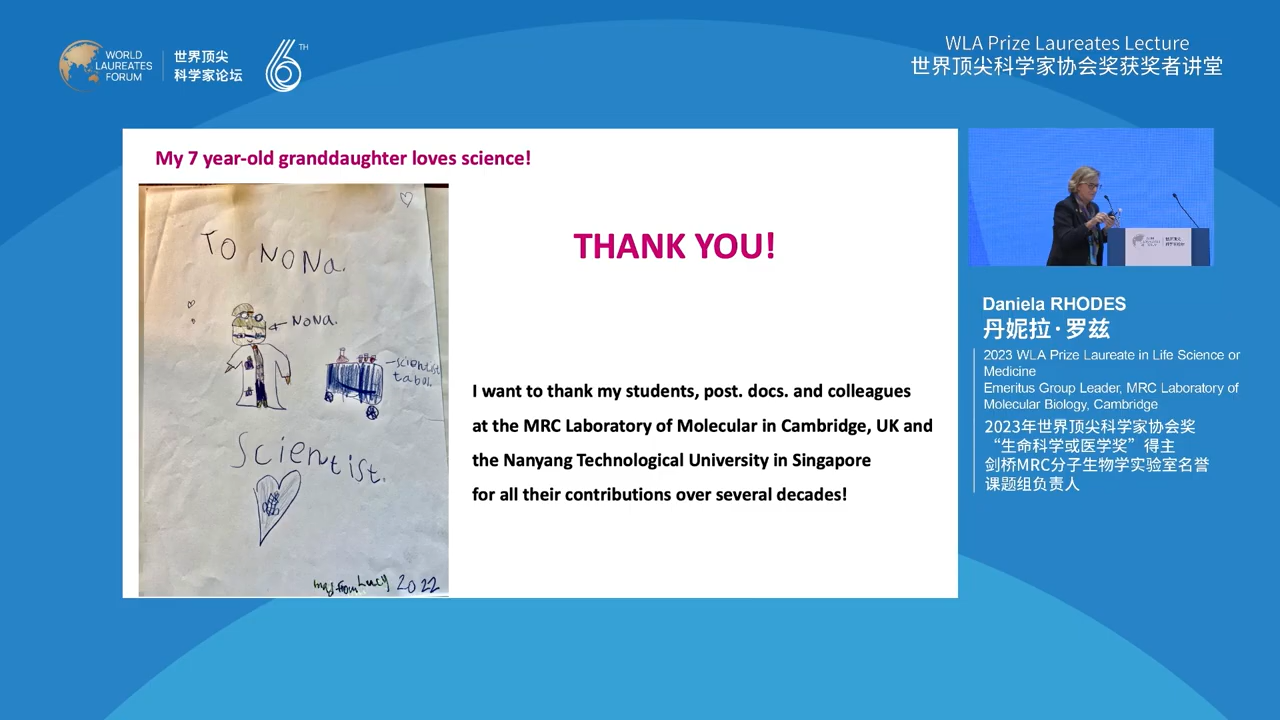 WORLD
LAUREATES
FORUM
世界顶尖
科学家论坛
6TH
WLA Prize Laureates Lecture
世界顶尖科学家协会奖获奖者讲堂
My 7 year-old granddaughter loves science!
TO NONa.
NONa.
scientist
tabol
Scientist.
from Lucy 2022
THANK YOU!
I want to thank my students, post. docs. and colleagues
at the MRC Laboratory of Molecular in Cambridge, UK and
the Nanyang Technological University in Singapore
for all their contributions over several decades!
Daniela RHODES
丹妮拉·罗兹
2023 WLA Prize Laureate in Life Science or
Medicine
Emeritus Group Leader, MRC Laboratory of
Molecular Biology, Cambridge
2023年世界顶尖科学家协会奖
“生命科学或医学奖”得主
剑桥MRC分子生物学实验室名誉
课题组负责人